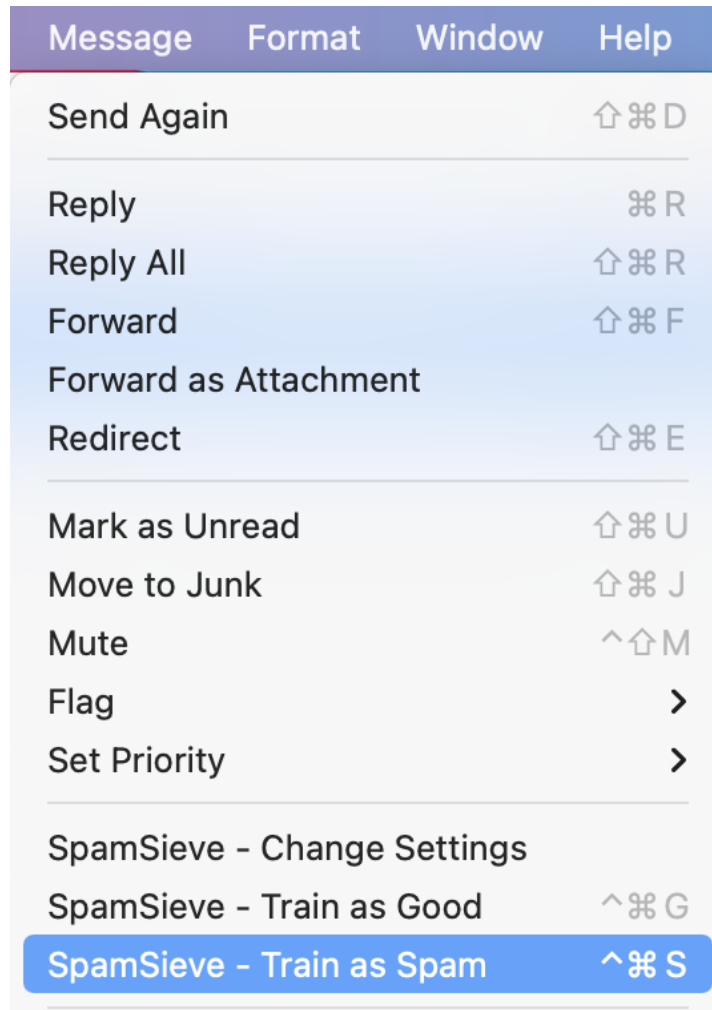 Message Format Window Help
Send Again ⇧⌘D
Reply ⌘R
Reply All ⇧⌘R
Forward ⇧⌘F
Forward as Attachment
Redirect ⇧⌘E
Mark as Unread ⇧⌘U
Move to Junk ⇧⌘J
Mute ^⇧M
Flag >
Set Priority >
SpamSieve - Change Settings
SpamSieve - Train as Good ^⌘G
SpamSieve - Train as Spam ^⌘S